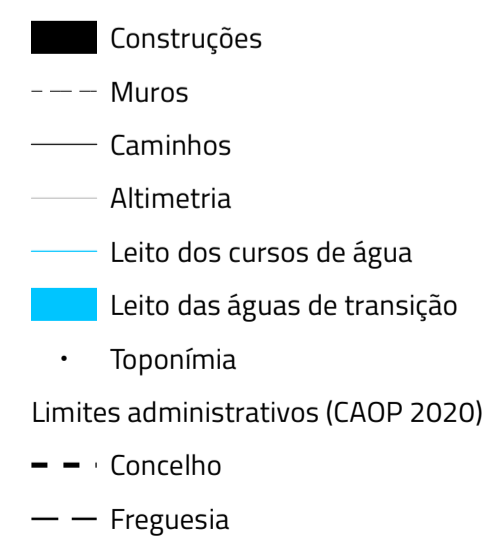 Construções
Muros
Caminhos
Altimetria
Leito dos cursos de água
Leito das águas de transição
Toponímia
Limites administrativos (CAOP 2020)
Concelho
Freguesia